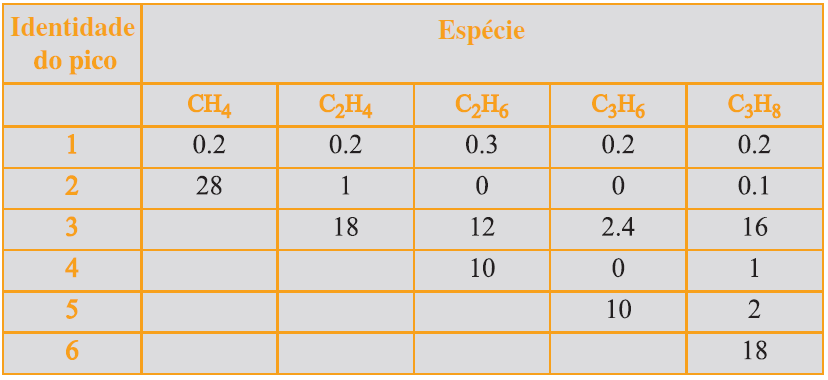 Identidade do pico Espécie
CH4 C2H4 C2H6 C3H6 C3H8
1 0.2 0.2 0.3 0.2 0.2
2 28 1 0 0 0.1
3 18 12 2.4 16
4 10 0 1
5 10 2
6 18